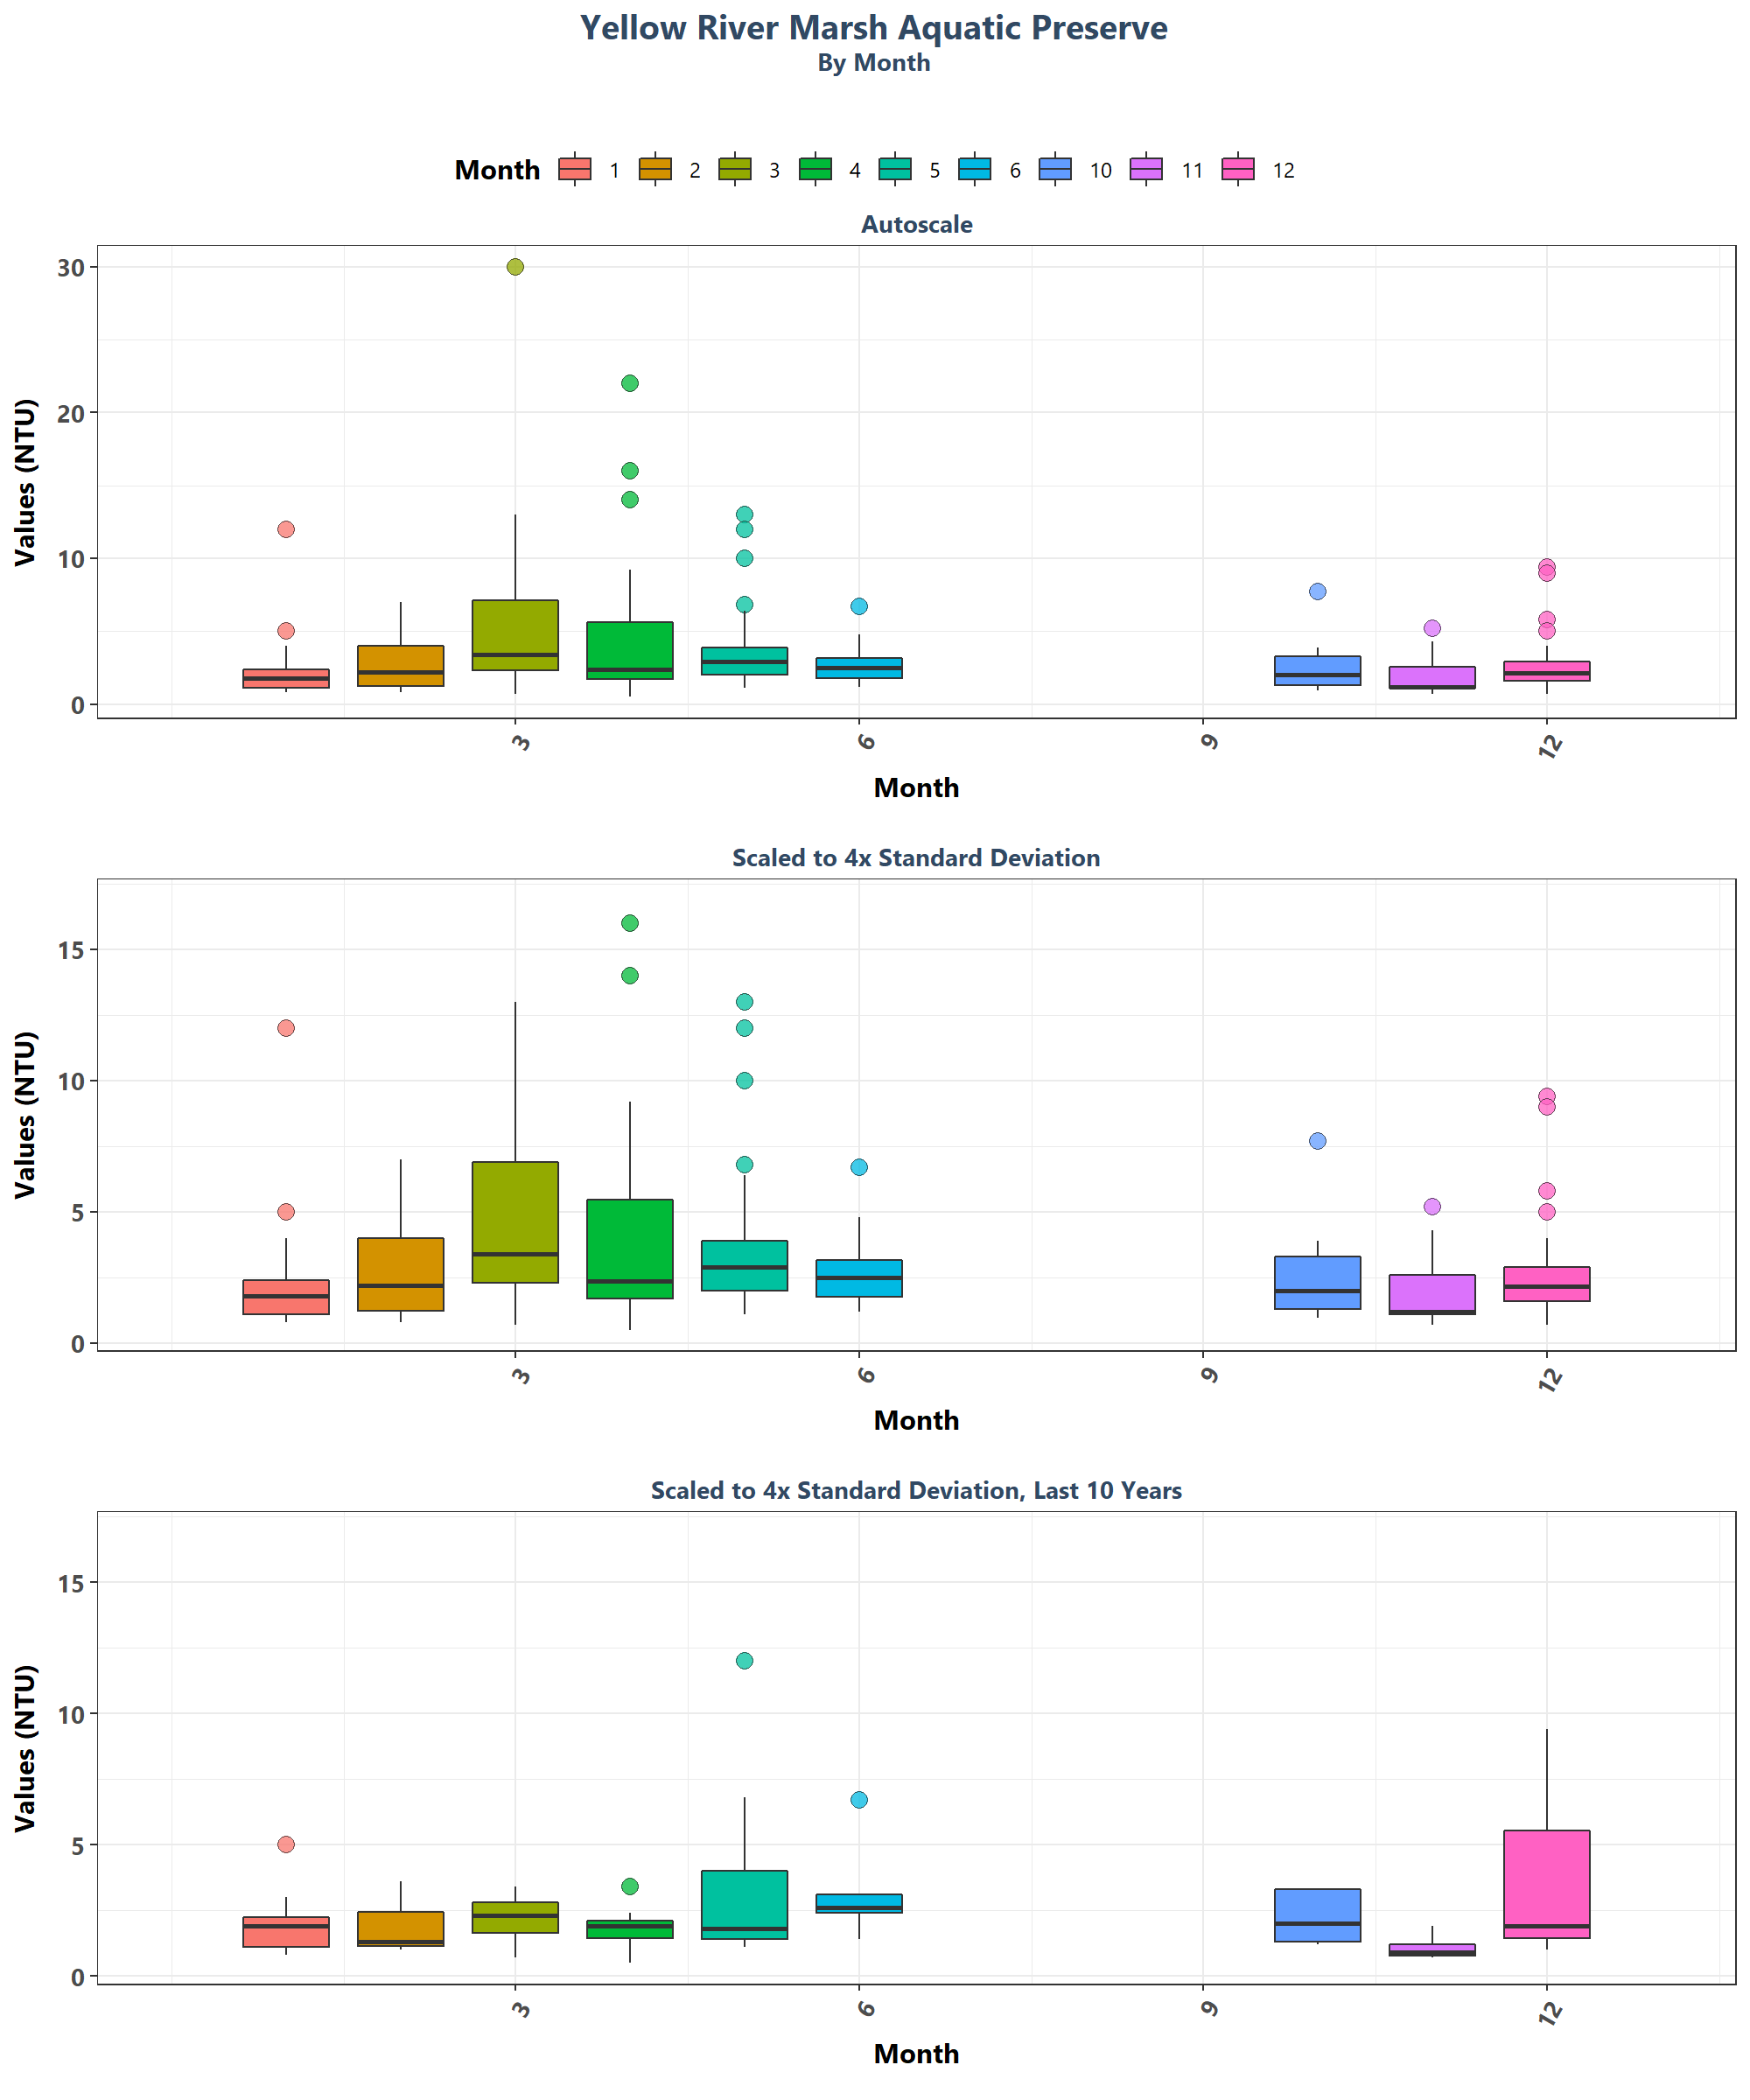 Yellow River Marsh Aquatic Preserve
By Month
Month 1 2 3 4 5 6 10 11 12
Autoscale
Values (NTU)
30
20
10
0
3 6 9 12
Month
Scaled to 4x Standard Deviation
Values (NTU)
15
10
5
0
3 6 9 12
Month
Scaled to 4x Standard Deviation, Last 10 Years
Values (NTU)
15
10
5
0
3 6 9 12
Month